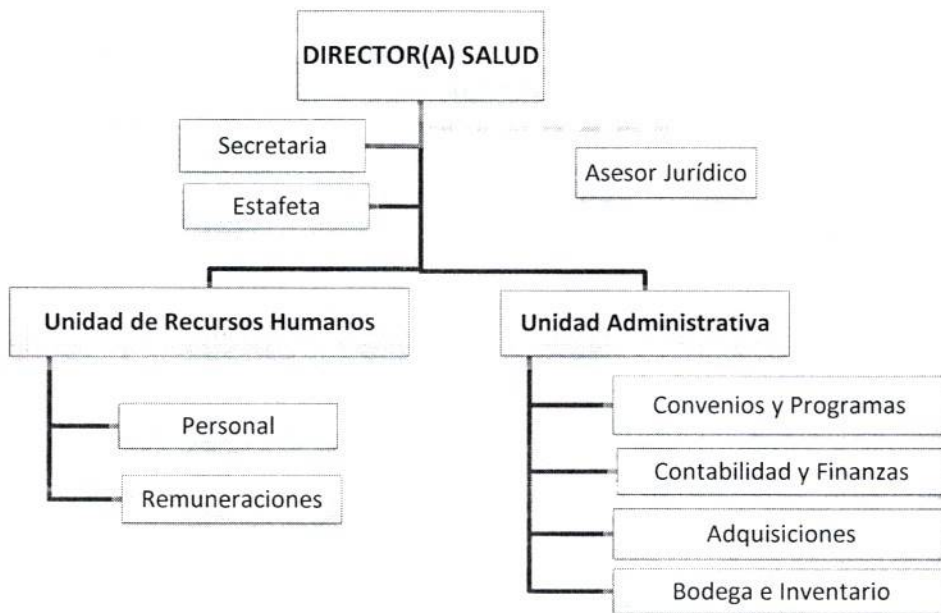 DIRECTOR(A) SALUD
Secretaria
Asesor Jurídico
Estafeta
Unidad de Recursos Humanos
Unidad Administrativa
Personal
Remuneraciones
Convenios y Programas
Contabilidad y Finanzas
Adquisiciones
Bodega e Inventario